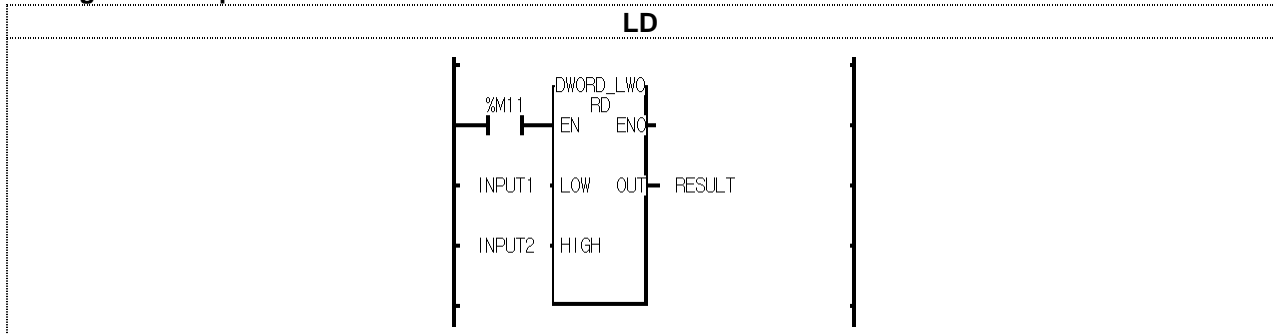 LD
DWORD_LWO
RD
%M11
EN ENO
INPUT1 LOW OUT RESULT
INPUT2 HIGH